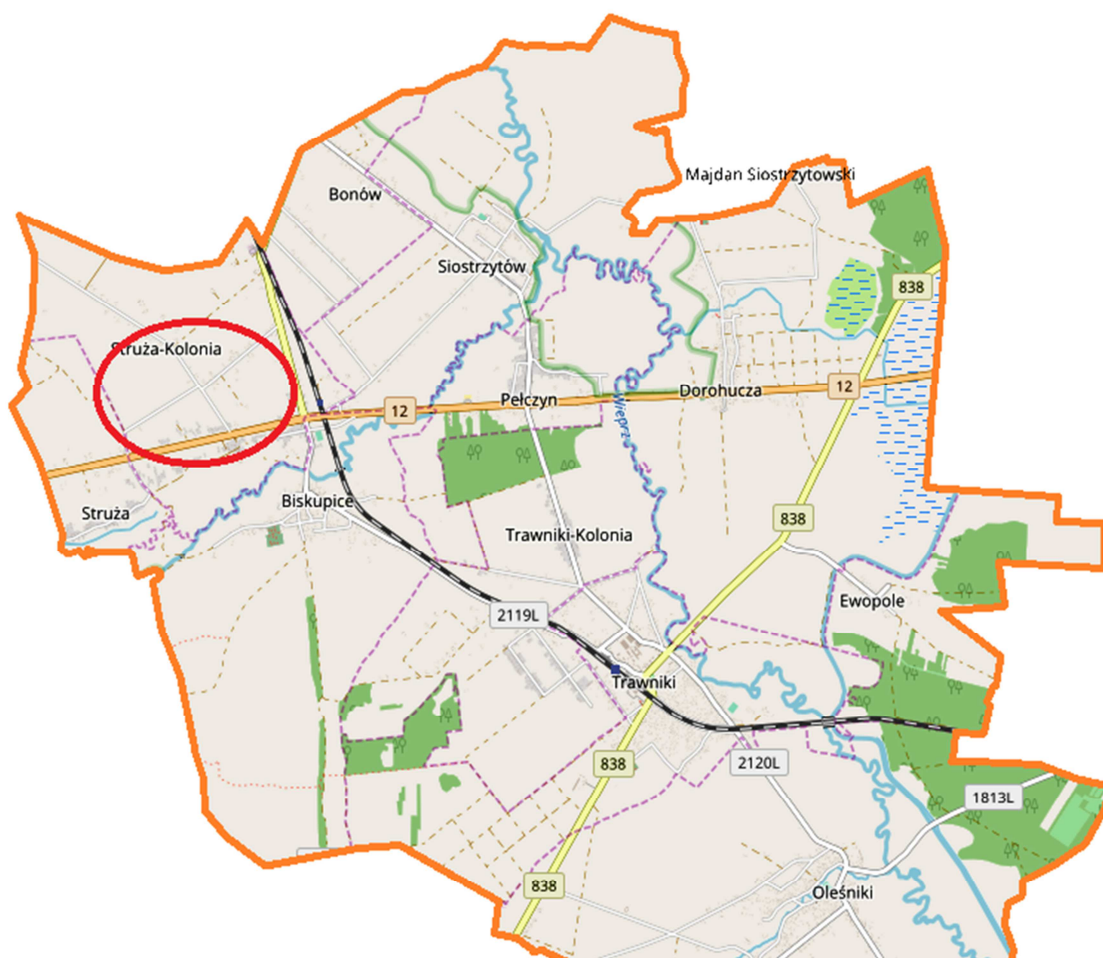 Majdan Siostrzytowski
Bonów
Siostrzytów
838
Struża-Kolonia
12
Dorohucza
Pełczyn
12
Wieprz
Biskupice
Struża
838
Trawniki-Kolonia
Ewopole
2119L
Trawniki
838
2120L
1813L
838
Oleśniki